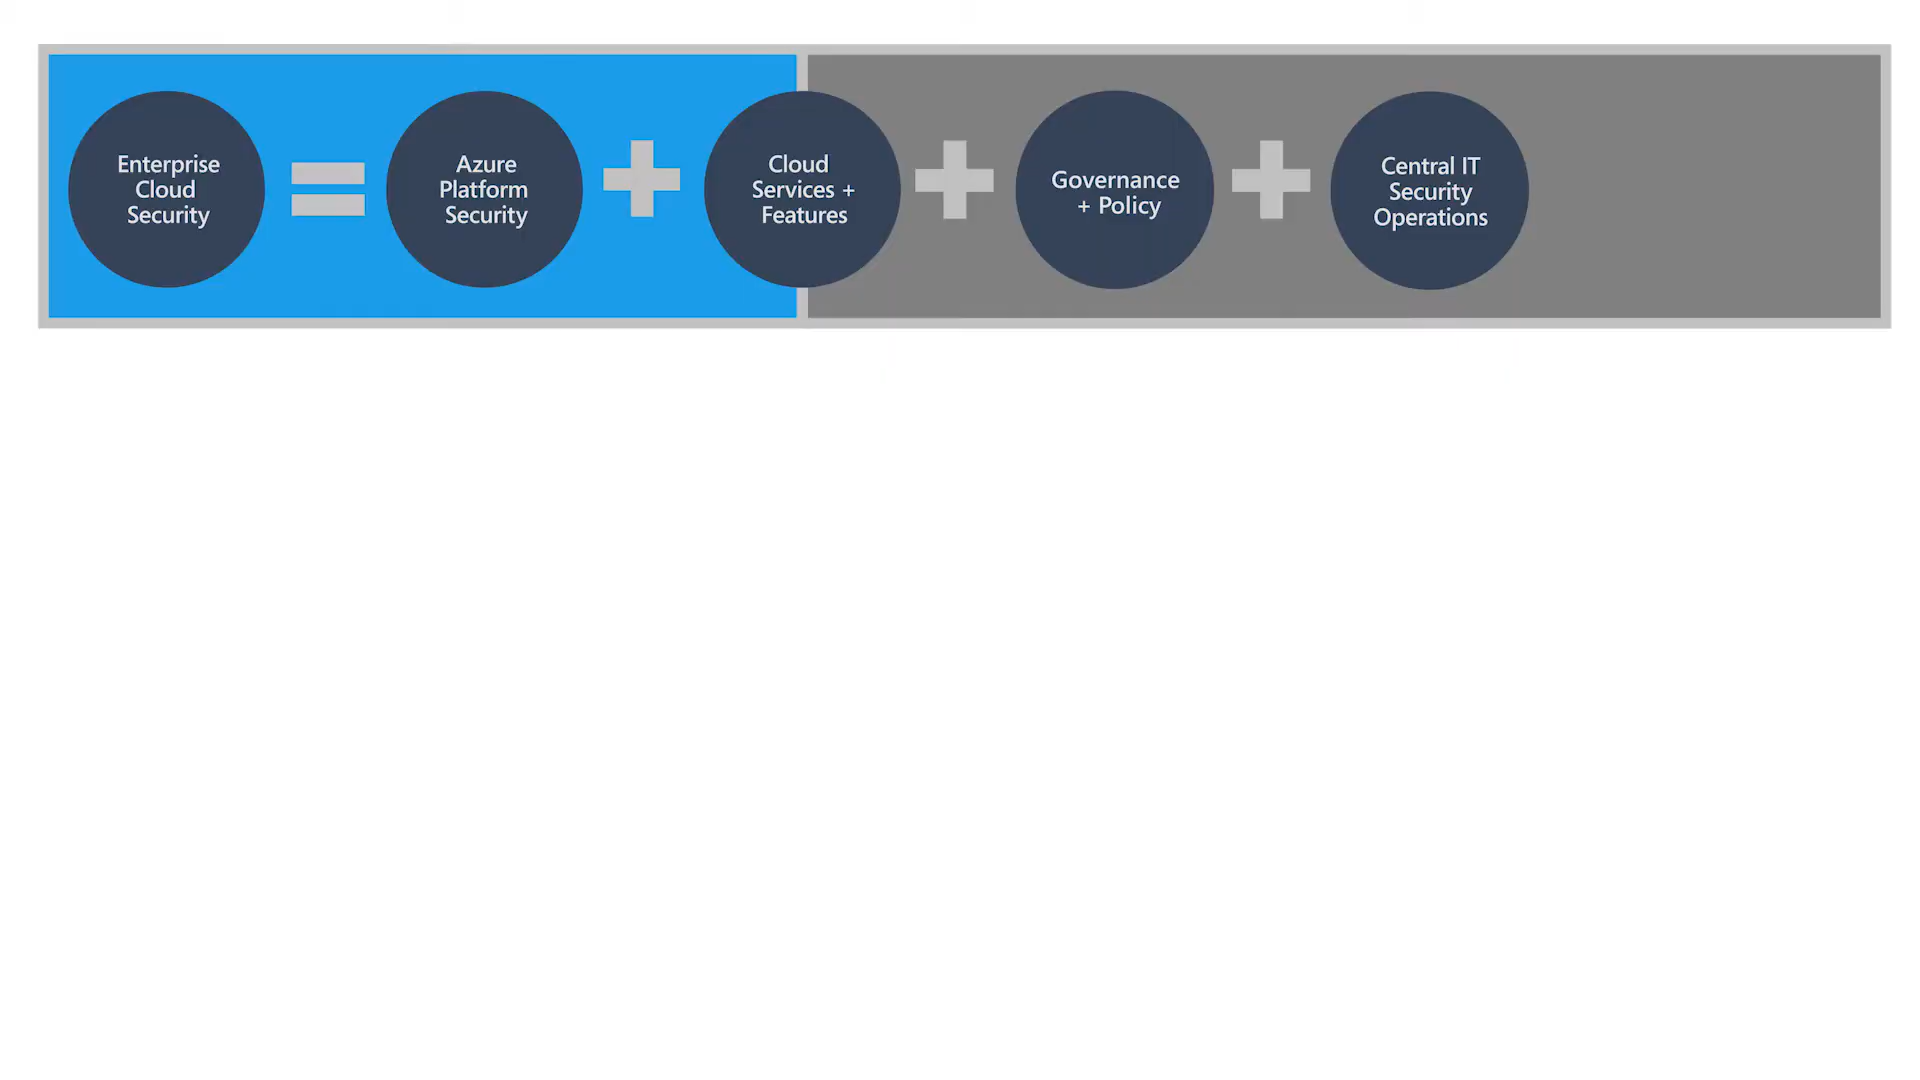 Enterprise
Cloud
Security
Azure
Platform
Security
Cloud
Services +
Features
Governance
+ Policy
Central IT
Security
Operations